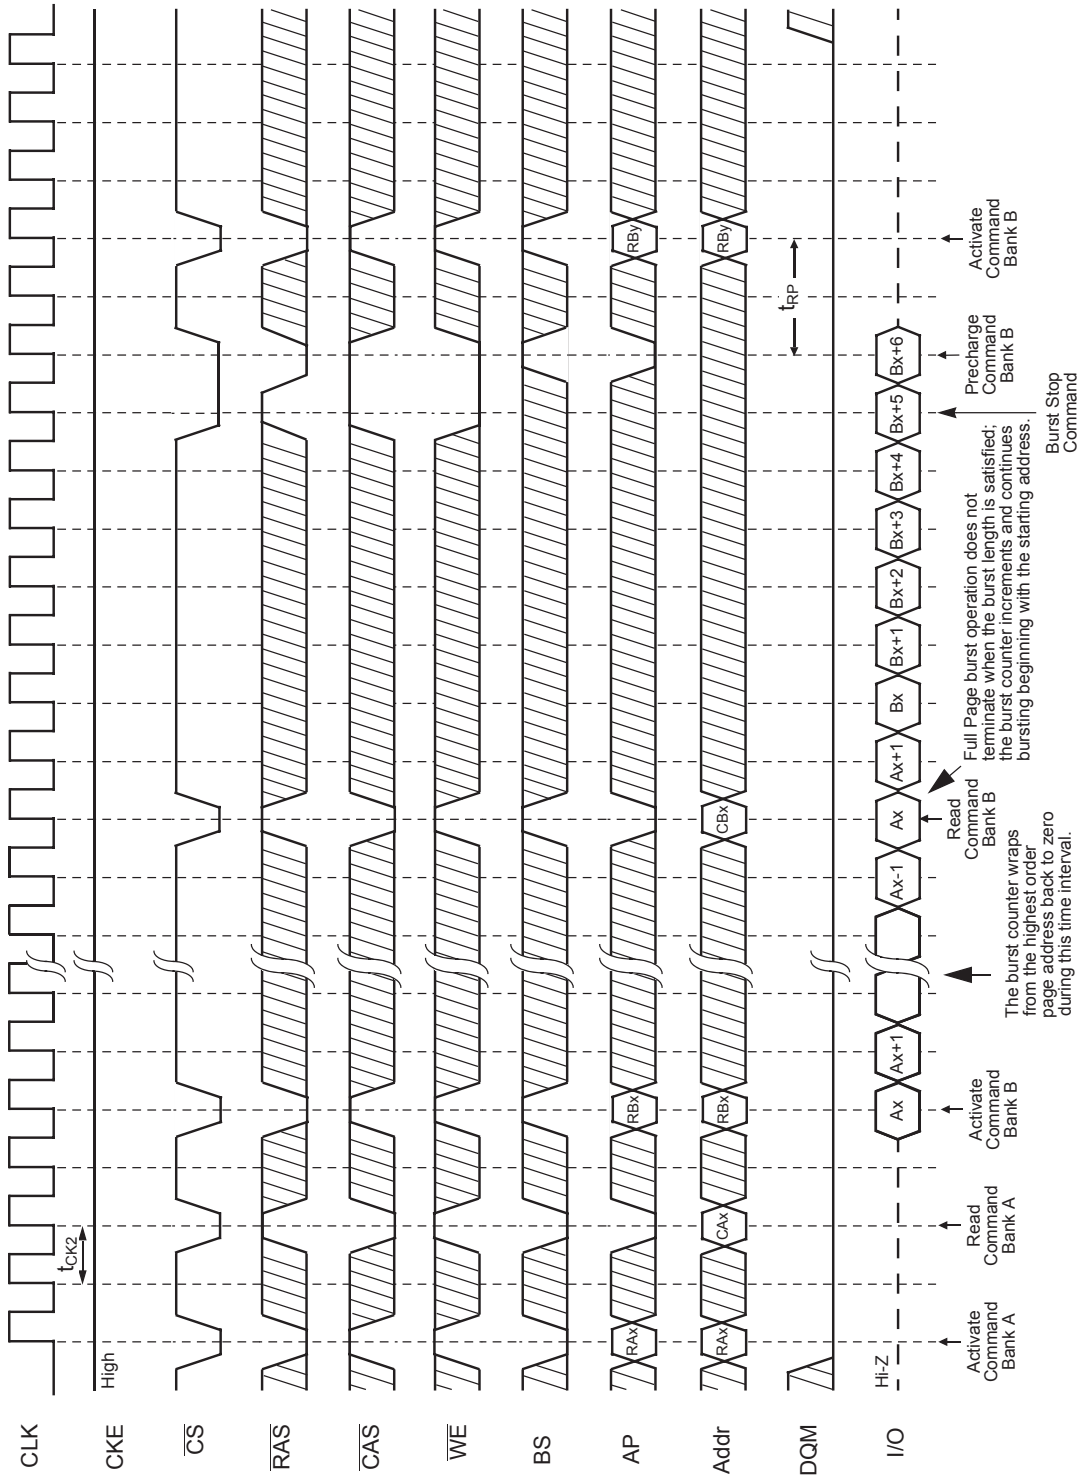 CLK
tCK2
CKE
High
CS
RAS
CAS
WE
BS
AP
RAx
RBx
RBy
Addr
RAx
CAx
RBx
CBx
RBy
DQM
tRP
I/O
Hi-Z
Ax
Ax+1
Ax-1
Ax
Ax+1
Bx
Bx+1
Bx+2
Bx+3
Bx+4
Bx+5
Bx+6
Activate
Command
Bank A
Read
Command
Bank A
Activate
Command
Bank B
The burst counter wraps
from the highest order
page address back to zero
during this time interval.
Read
Command
Bank B
Full Page burst operation does not
terminate when the burst length is satisfied;
the burst counter increments and continues
bursting beginning with the starting address.
Burst Stop
Command
Precharge
Command
Bank B
Activate
Command
Bank B